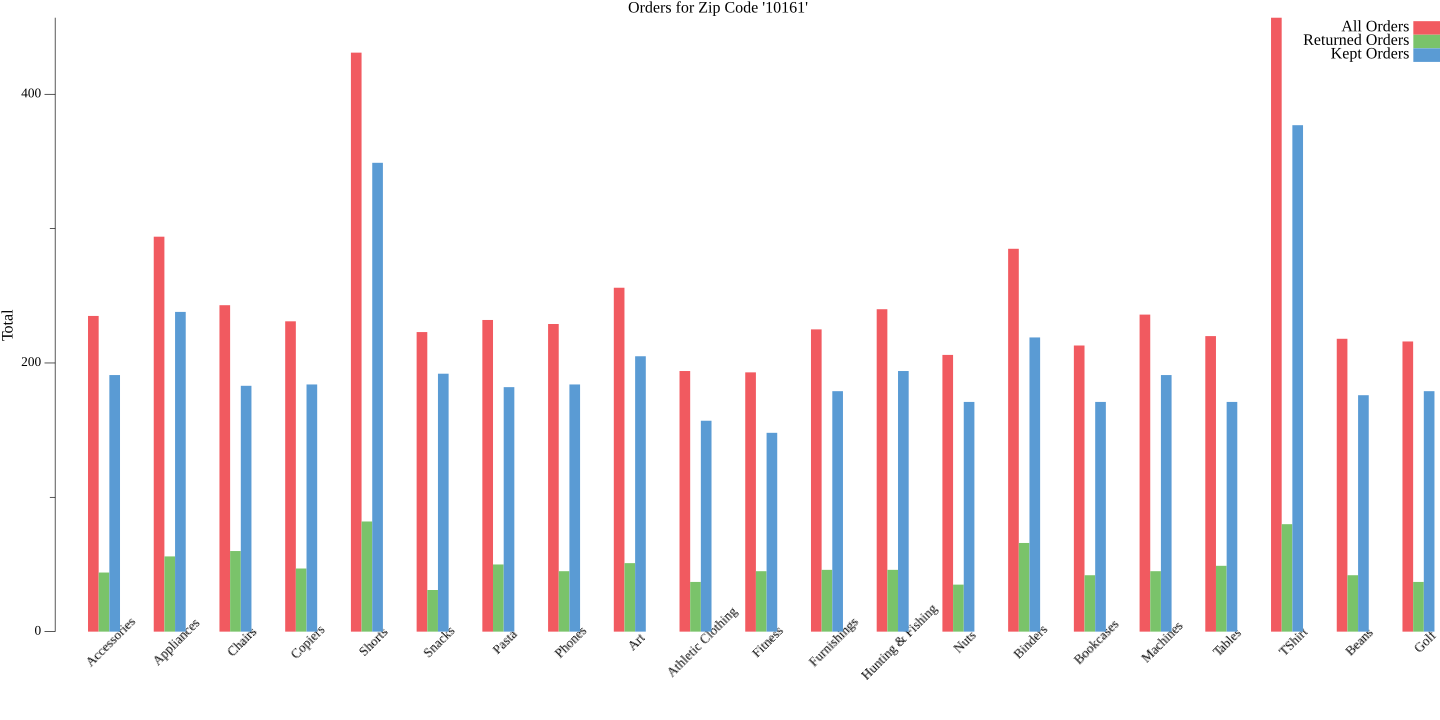 Orders for Zip Code '10161'
All Orders
Returned Orders
Kept Orders
Total
400
200
0
Accessories
Appliances
Chairs
Copiers
Shorts
Snacks
Pasta
Phones
Art
Athletic Clothing
Fitness
Furnishings
Hunting & Fishing
Nuts
Binders
Bookcases
Machines
Tables
TShirt
Beans
Golf